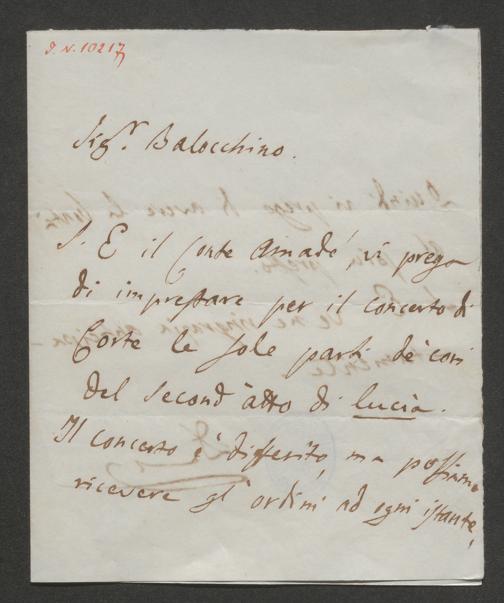 J. N. 10217
Sigr. Balocchino.
S. E il Conte Amadé, vi prega
di imprestare per il concerto di
Corte le sole parti de' cori
del second'atto di lucia.
Il concerto è differito, ma possiamo
ricevere gl'ordini ad ogni istante,